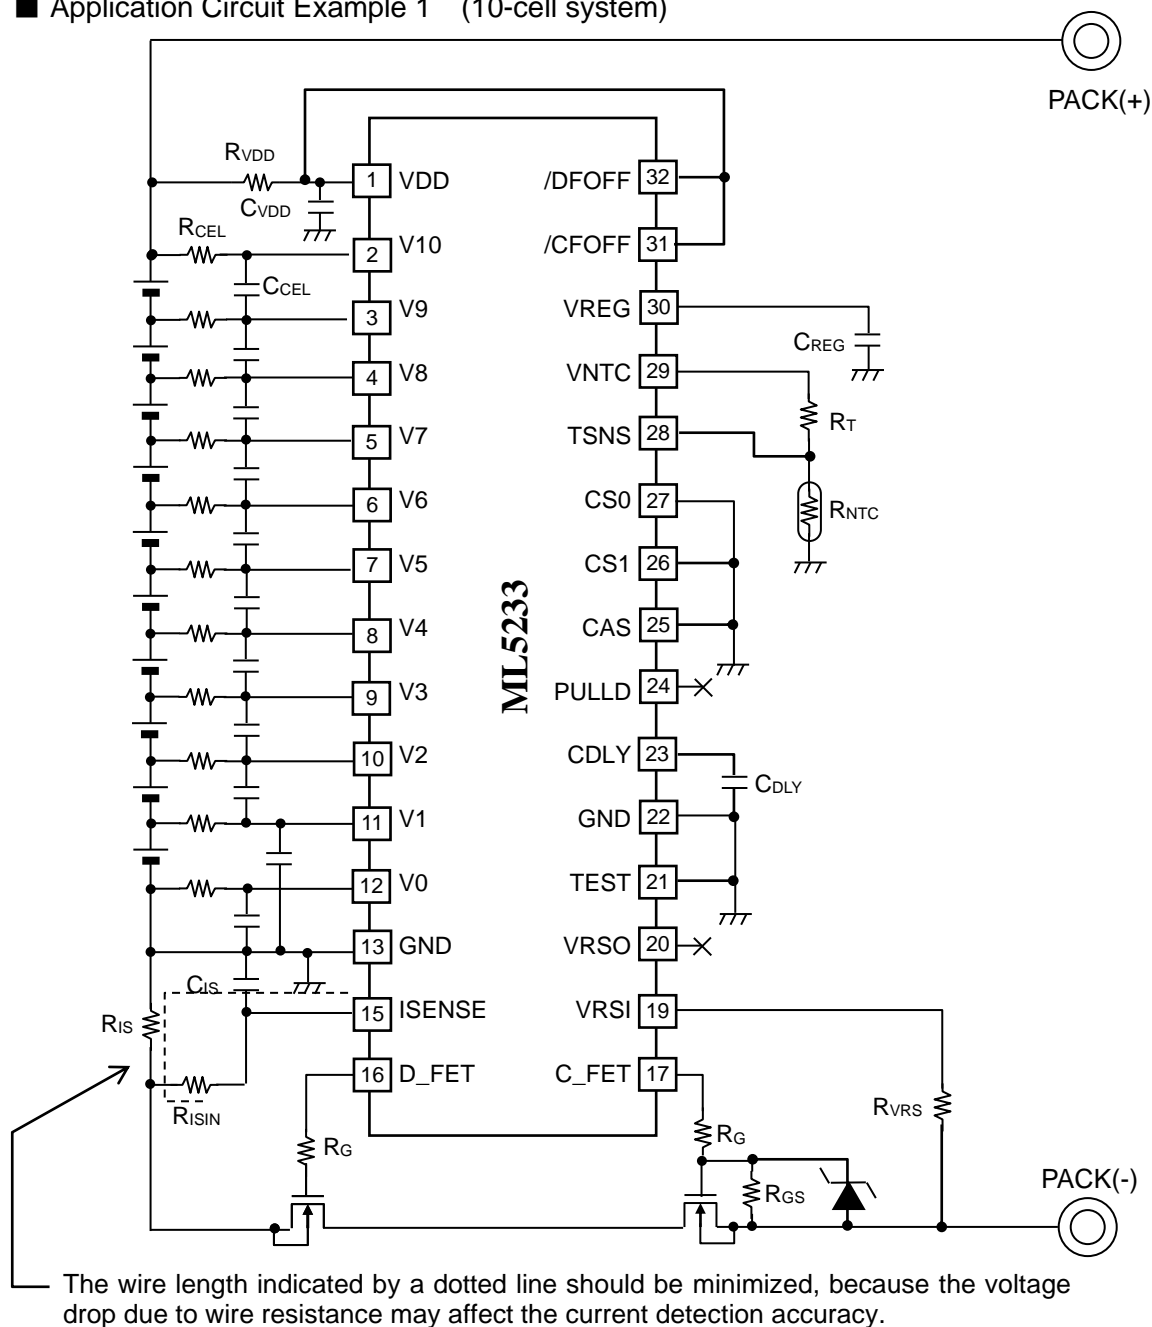 ■ Application Circuit Example 1 (10-cell system)
PACK(+)
RVDD
1 VDD
/DFOFF 32
CVDD
RCEL
2 V10
/CFOFF 31
CCEL
3 V9
VREG 30
CREG
4 V8
VNTC 29
RT
5 V7
TSNS 28
6 V6
CS0 27
RNTC
7 V5
CS1 26
8 V4
CAS 25
ML5233
9 V3
PULLD 24
10 V2
CDLY 23
CDLY
11 V1
GND 22
12 V0
TEST 21
13 GND
VRSO 20
CIS
15 ISENSE
VRSI 19
RIS
16 D_FET
C_FET 17
RISIN
RVRS
RG
RG
RGS
PACK(-)
The wire length indicated by a dotted line should be minimized, because the voltage
drop due to wire resistance may affect the current detection accuracy.